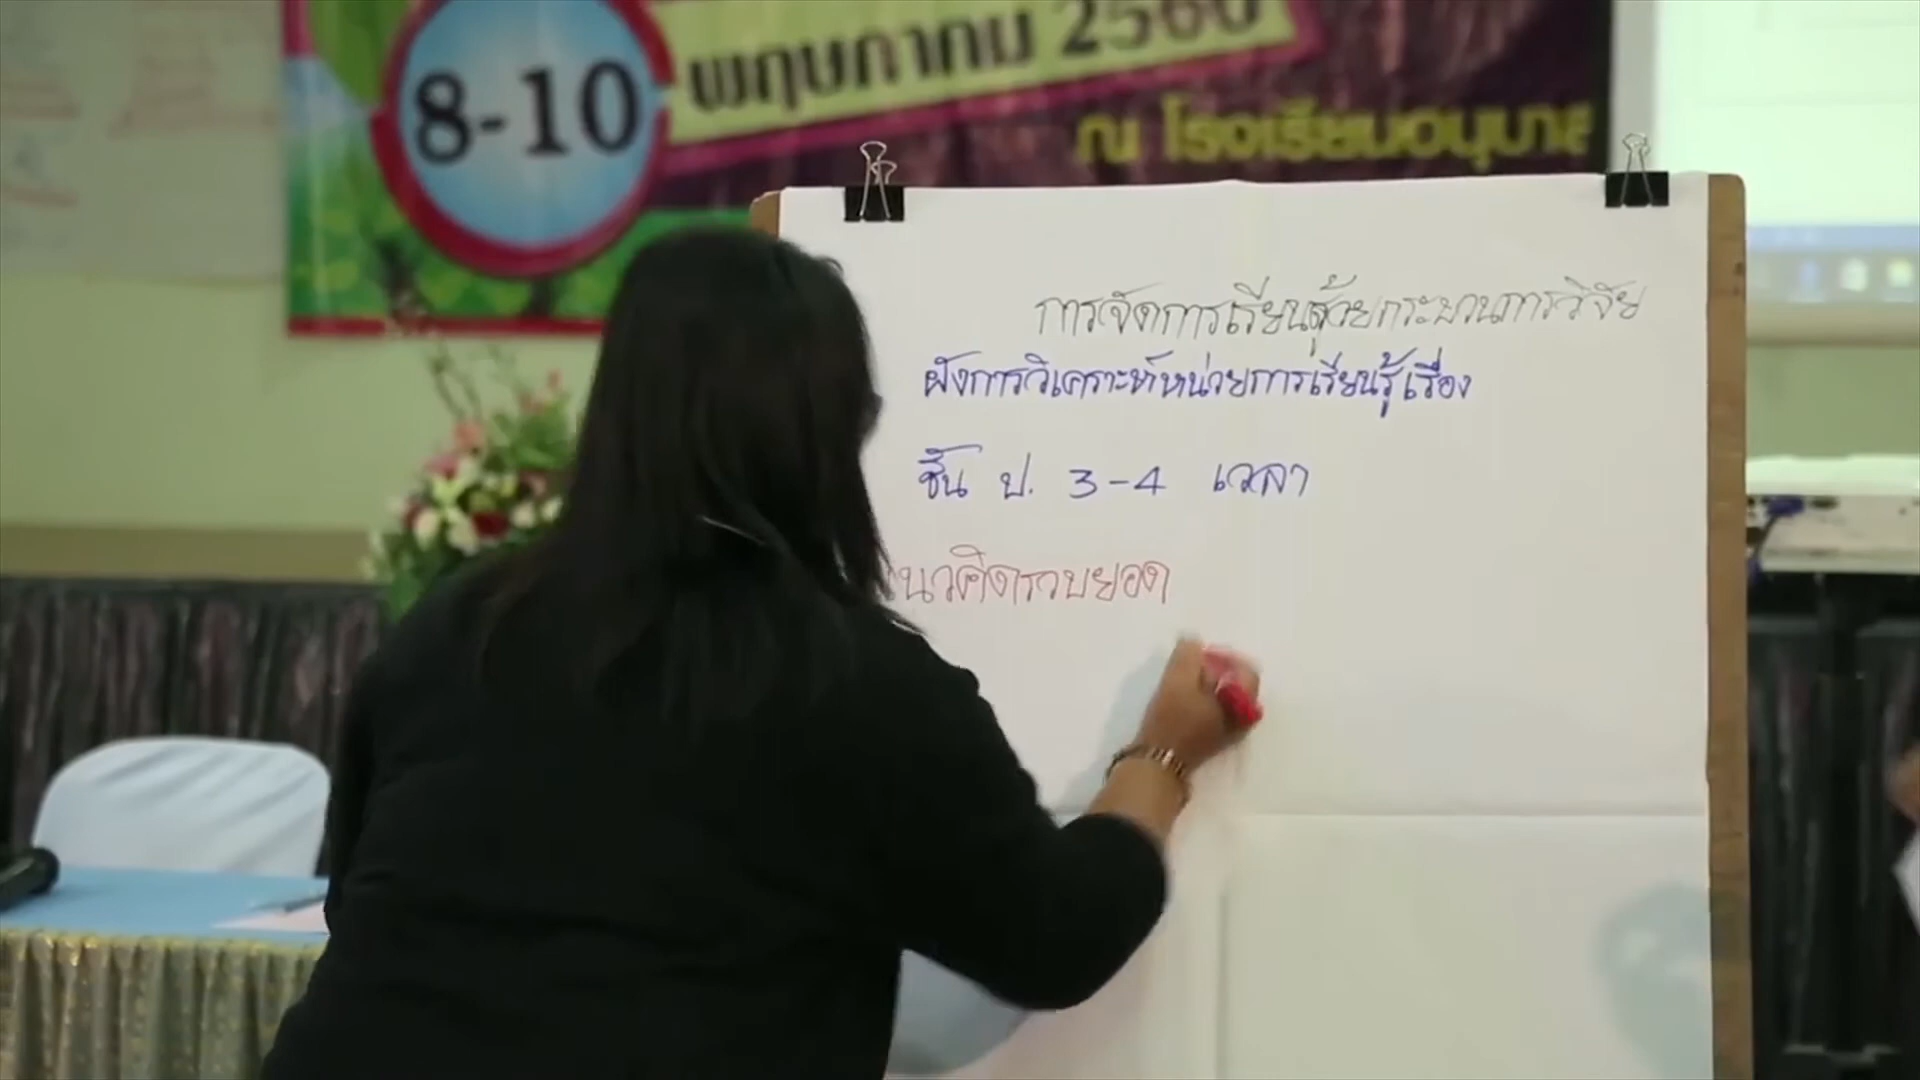 8-10
พฤษภาคม 2560
ณ โรงเรียนอนุบาล
การจัดการเรียนด้วยกระบวนการวิจัย
ผังการวิเคราะห์หน่วยการเรียนรู้เรื่อง
ชั้น ป. 3-4 เวลา
แนวคิดรวบยอด